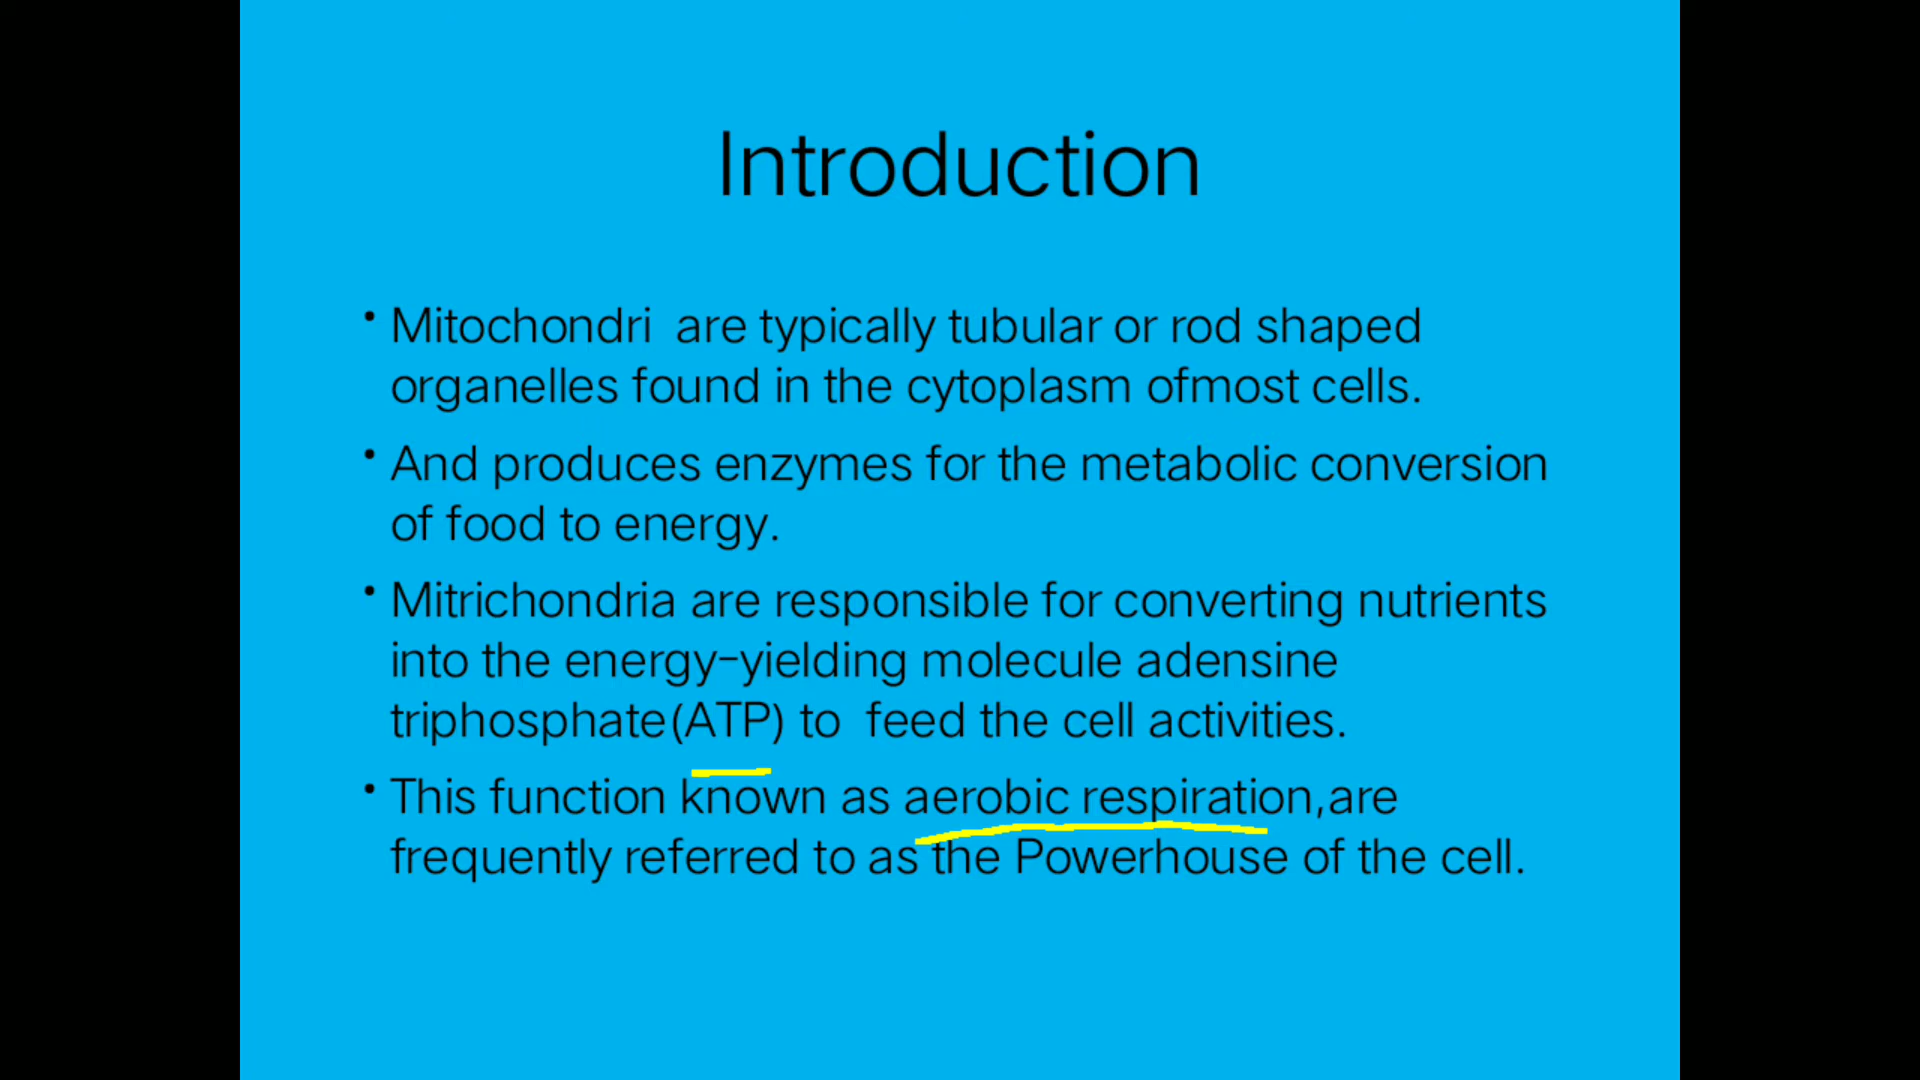 Introduction
• Mitochondri are typically tubular or rod shaped
organelles found in the cytoplasm ofmost cells.
• And produces enzymes for the metabolic conversion
of food to energy.
• Mitrichondria are responsible for converting nutrients
into the energy-yielding molecule adensine
triphosphate(ATP) to feed the cell activities.
• This function known as aerobic respiration,are
frequently referred to as the Powerhouse of the cell.